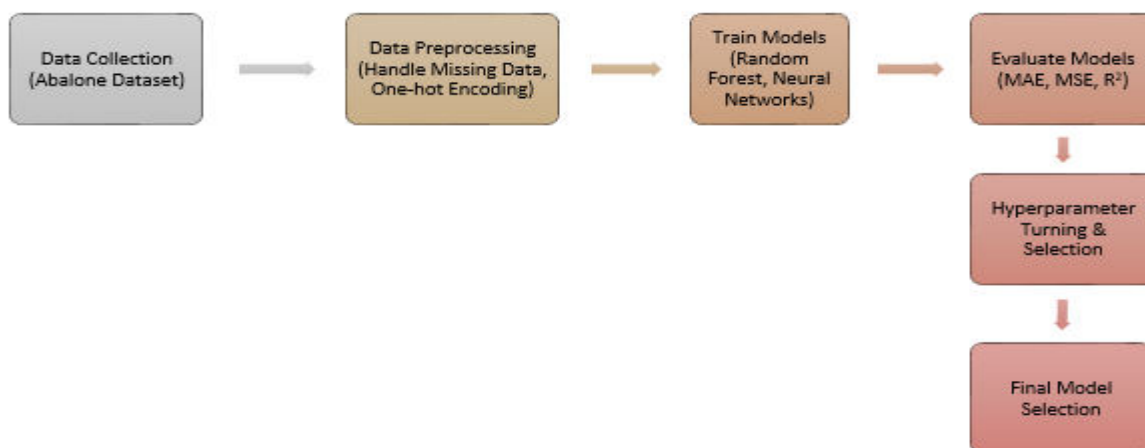 Data Collection
(Abalone Dataset)
Data Preprocessing
(Handle Missing Data,
One-hot Encoding)
Train Models
(Random
Forest, Neural
Networks)
Evaluate Models
(MAE, MSE, R²)
Hyperparameter
Turning &
Selection
Final Model
Selection